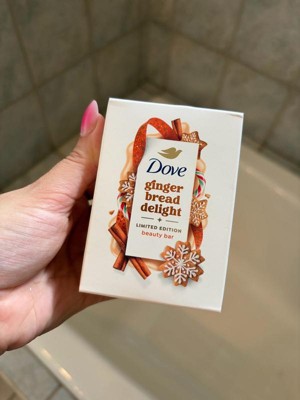 Dove
ginger
bread
delight
+
LIMITED EDITION
beauty bar